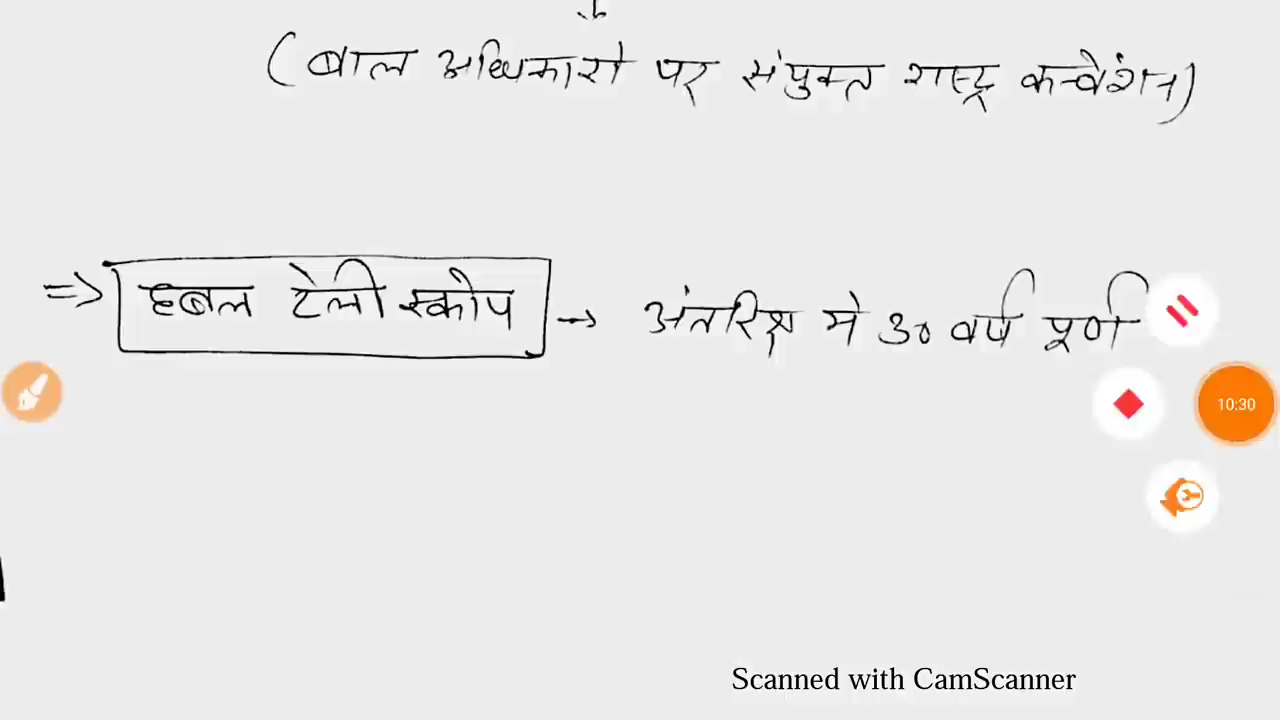 (बाल अधिकारो पर संयुक्त राष्ट्र कन्वेंशन)
=> हबल टेलीस्कोप → अंतरिक्ष मे 30 वर्ष पूर्ण
10:30
Scanned with CamScanner